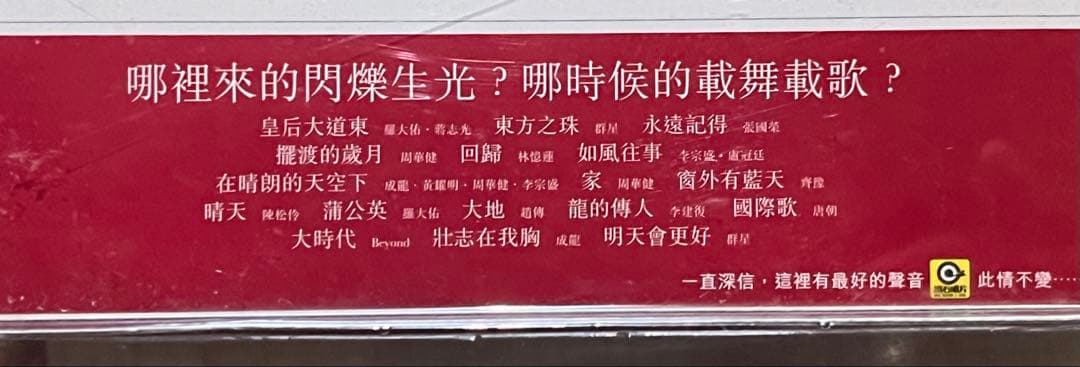 哪裡來的閃爍生光？哪時候的載舞載歌？
皇后大道東 羅大佑·蔣志光 東方之珠 群星 永遠記得 張國榮
擺渡的歲月 周華健 回歸 林憶蓮 如風往事 李宗盛·盧冠廷
在晴朗的天空下 成龍·黃耀明·周華健·李宗盛 家 周華健 窗外有藍天 齊豫
晴天 陳松伶 蒲公英 羅大佑 大地 趙傳 龍的傳人 李建復 國際歌 唐朝
大時代 Beyond 壯志在我胸 成龍 明天會更好 群星
一直深信，這裡有最好的聲音 滾石唱片 此情不變……